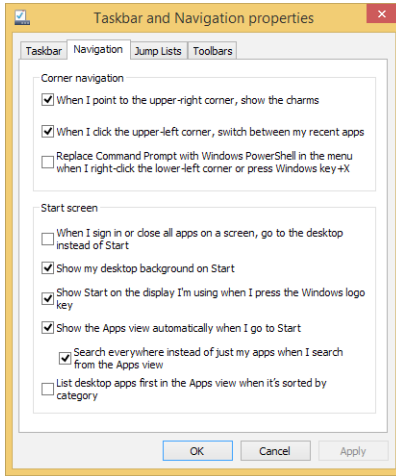 Taskbar and Navigation properties
Taskbar Navigation Jump Lists Toolbars
Corner navigation
When I point to the upper-right corner, show the charms
When I click the upper-left corner, switch between my recent apps
Replace Command Prompt with Windows PowerShell in the menu
when I right-click the lower-left corner or press Windows key+X
Start screen
When I sign in or close all apps on a screen, go to the desktop
instead of Start
Show my desktop background on Start
Show Start on the display I'm using when I press the Windows logo
key
Show the Apps view automatically when I go to Start
Search everywhere instead of just my apps when I search
from the Apps view
List desktop apps first in the Apps view when it's sorted by
category
OK Cancel Apply